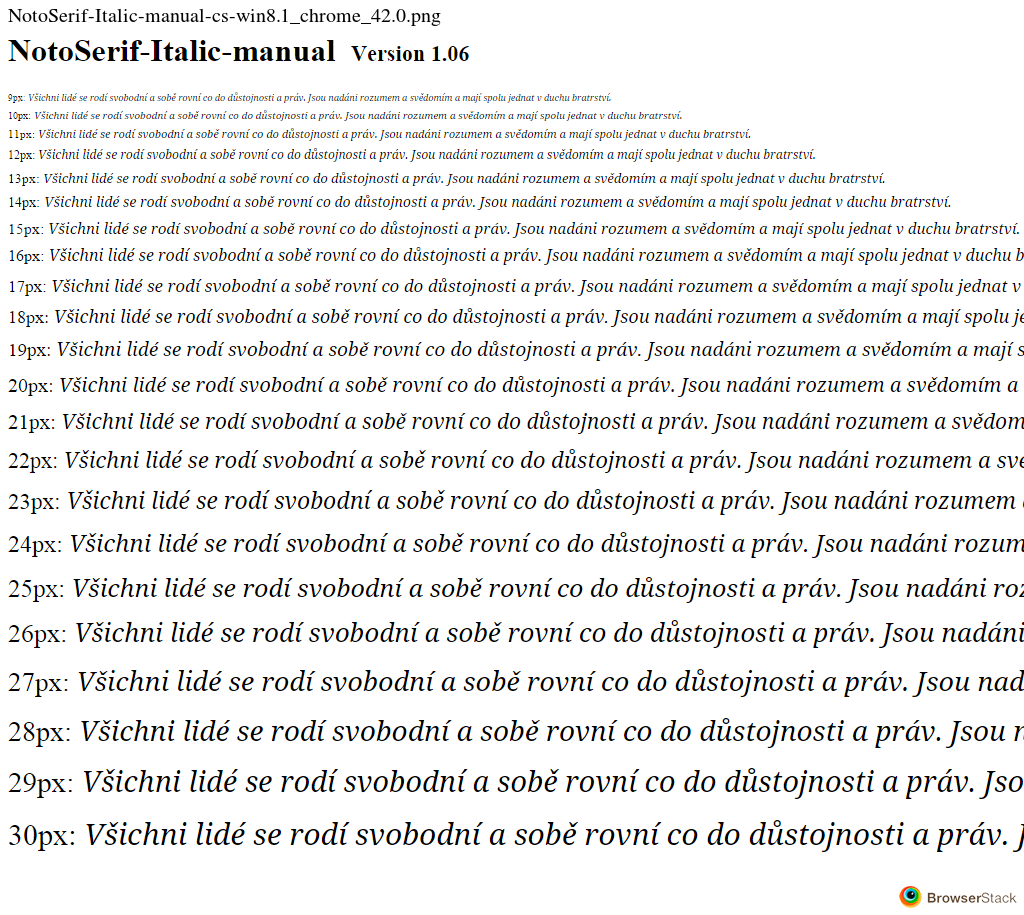 NotoSerif-Italic-manual-cs-win8.1_chrome_42.0.png
NotoSerif-Italic-manual Version 1.06
9px: Všichni lidé se rodí svobodní a sobě rovní co do důstojnosti a práv. Jsou nadáni rozumem a svědomím a mají spolu jednat v duchu bratrství.
10px: Všichni lidé se rodí svobodní a sobě rovní co do důstojnosti a práv. Jsou nadáni rozumem a svědomím a mají spolu jednat v duchu bratrství.
11px: Všichni lidé se rodí svobodní a sobě rovní co do důstojnosti a práv. Jsou nadáni rozumem a svědomím a mají spolu jednat v duchu bratrství.
12px: Všichni lidé se rodí svobodní a sobě rovní co do důstojnosti a práv. Jsou nadáni rozumem a svědomím a mají spolu jednat v duchu bratrství.
13px: Všichni lidé se rodí svobodní a sobě rovní co do důstojnosti a práv. Jsou nadáni rozumem a svědomím a mají spolu jednat v duchu bratrství.
14px: Všichni lidé se rodí svobodní a sobě rovní co do důstojnosti a práv. Jsou nadáni rozumem a svědomím a mají spolu jednat v duchu bratrství.
15px: Všichni lidé se rodí svobodní a sobě rovní co do důstojnosti a práv. Jsou nadáni rozumem a svědomím a mají spolu jednat v duchu bratrství.
16px: Všichni lidé se rodí svobodní a sobě rovní co do důstojnosti a práv. Jsou nadáni rozumem a svědomím a mají spolu jednat v duchu b
17px: Všichni lidé se rodí svobodní a sobě rovní co do důstojnosti a práv. Jsou nadáni rozumem a svědomím a mají spolu jednat v
18px: Všichni lidé se rodí svobodní a sobě rovní co do důstojnosti a práv. Jsou nadáni rozumem a svědomím a mají spolu je
19px: Všichni lidé se rodí svobodní a sobě rovní co do důstojnosti a práv. Jsou nadáni rozumem a svědomím a mají s
20px: Všichni lidé se rodí svobodní a sobě rovní co do důstojnosti a práv. Jsou nadáni rozumem a svědomím a
21px: Všichni lidé se rodí svobodní a sobě rovní co do důstojnosti a práv. Jsou nadáni rozumem a svědom
22px: Všichni lidé se rodí svobodní a sobě rovní co do důstojnosti a práv. Jsou nadáni rozumem a svě
23px: Všichni lidé se rodí svobodní a sobě rovní co do důstojnosti a práv. Jsou nadáni rozumem
24px: Všichni lidé se rodí svobodní a sobě rovní co do důstojnosti a práv. Jsou nadáni rozum
25px: Všichni lidé se rodí svobodní a sobě rovní co do důstojnosti a práv. Jsou nadáni roz
26px: Všichni lidé se rodí svobodní a sobě rovní co do důstojnosti a práv. Jsou nadáni
27px: Všichni lidé se rodí svobodní a sobě rovní co do důstojnosti a práv. Jsou nad
28px: Všichni lidé se rodí svobodní a sobě rovní co do důstojnosti a práv. Jsou n
29px: Všichni lidé se rodí svobodní a sobě rovní co do důstojnosti a práv. Jso
30px: Všichni lidé se rodí svobodní a sobě rovní co do důstojnosti a práv. J
BrowserStack